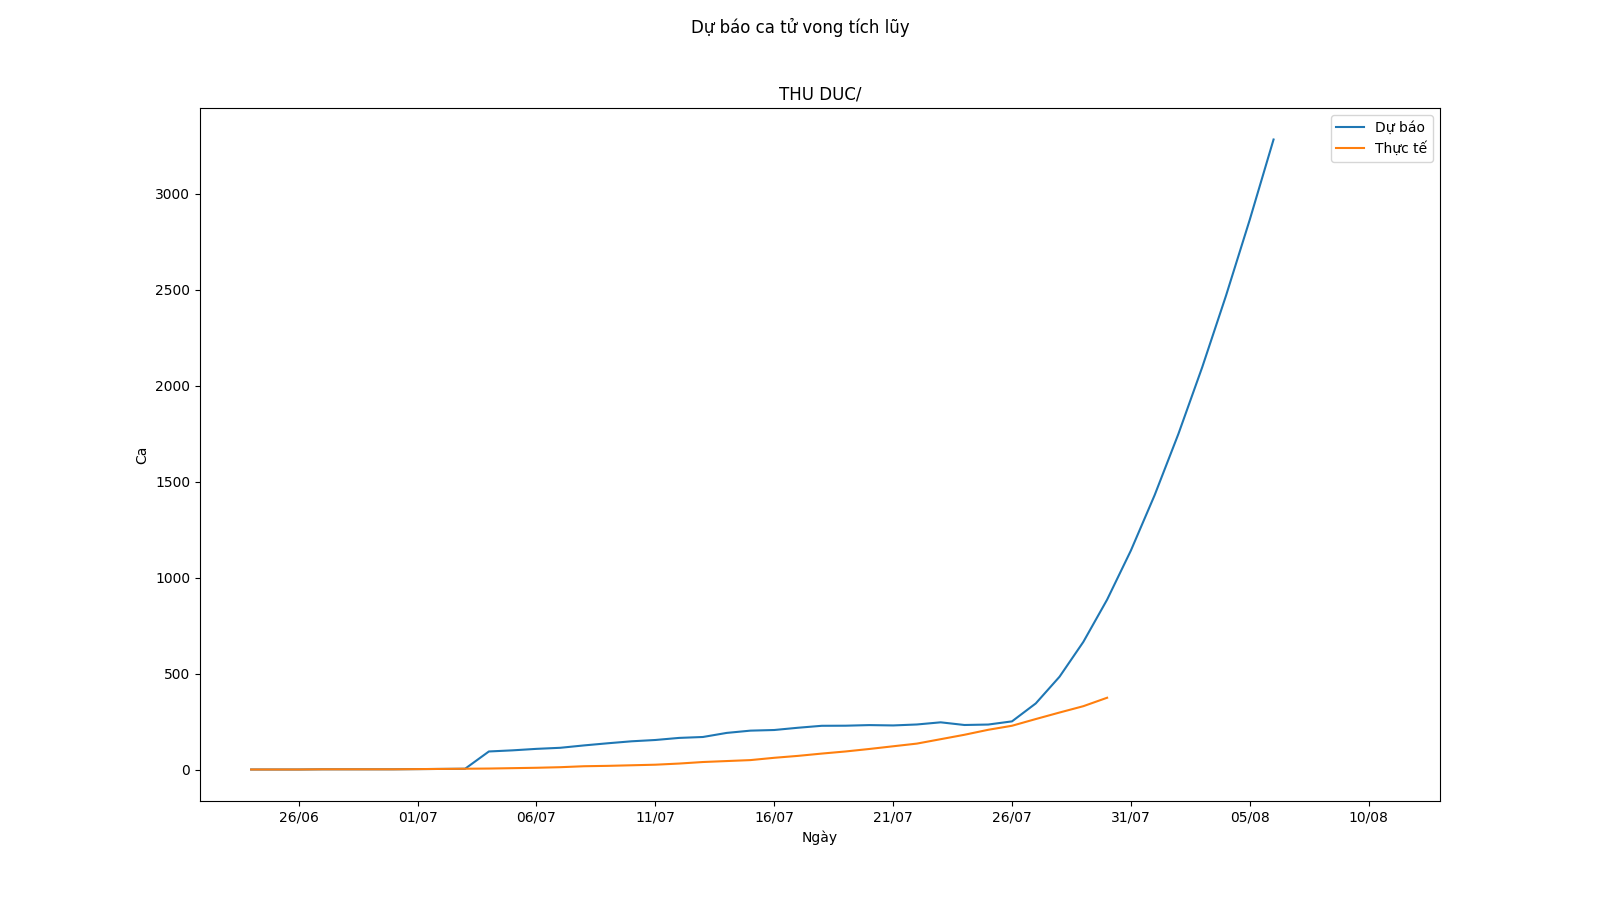 Dự báo ca tử vong tích lũy
THU DUC/
Dự báo
Thực tế
3000
2500
2000
1500
1000
500
0
Ca
26/06 01/07 06/07 11/07 16/07 21/07 26/07 31/07 05/08 10/08
Ngày